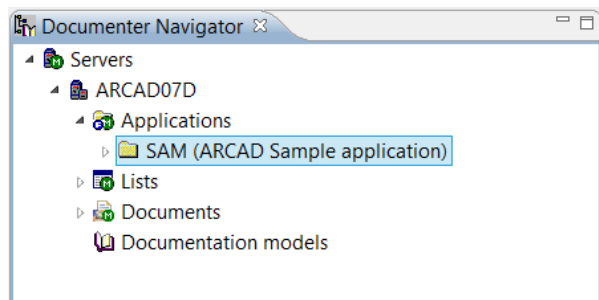 Documenter Navigator
Servers
ARCAD07D
Applications
SAM (ARCAD Sample application)
Lists
Documents
Documentation models